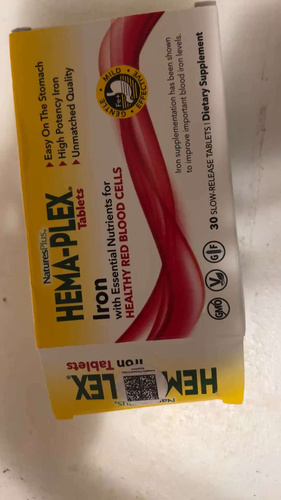 NaturesPlus®
HEMA-PLEX®
Tablets
▸ Easy On The Stomach
▸ High Potency Iron
▸ Unmatched Quality
MILD • EFFECTIVE • GENTLE
Fe
Iron
with Essential Nutrients for
HEALTHY RED BLOOD CELLS
Iron supplementation has been shown
to improve important blood iron levels.
30 SLOW-RELEASE TABLETS | Dietary Supplement
GMO
V
GF
HEM
LEX®
Iron Tablets